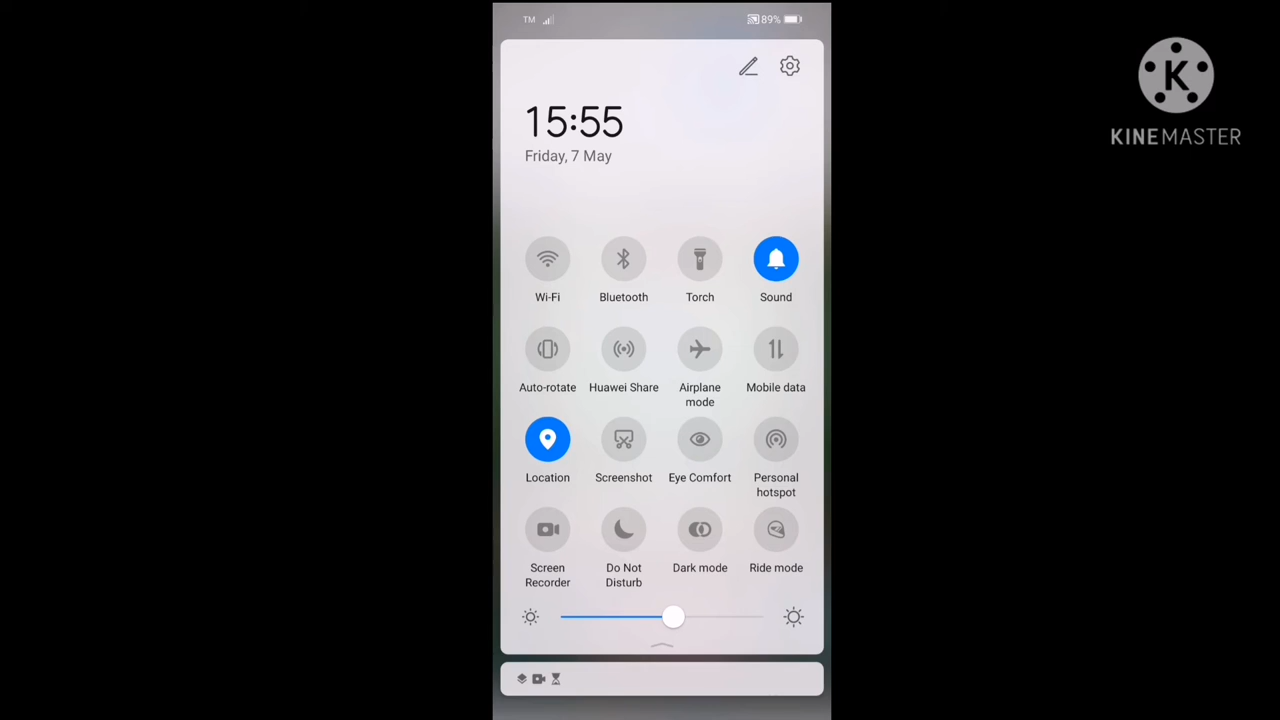 TM
89%
KINEMASTER
15:55
Friday, 7 May
Wi-Fi
Bluetooth
Torch
Sound
Auto-rotate
Huawei Share
Airplane
mode
Mobile data
Location
Screenshot
Eye Comfort
Personal
hotspot
Screen
Recorder
Do Not
Disturb
Dark mode
Ride mode